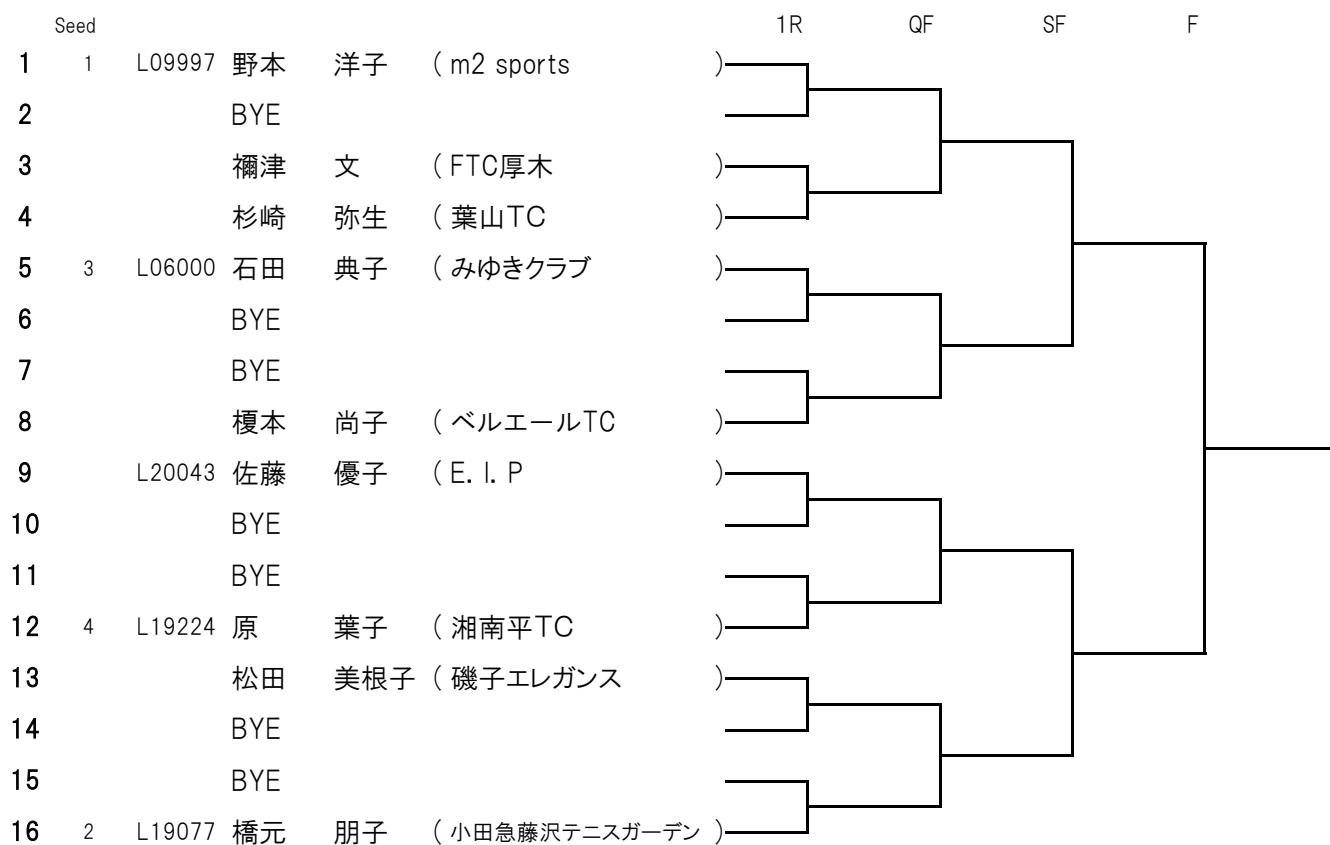 Seed 1R QF SF F
1 1 L09997 野本 洋子 ( m2 sports )
2 BYE
3 禰津 文 ( FTC厚木 )
4 杉崎 弥生 ( 葉山TC )
5 3 L06000 石田 典子 ( みゆきクラブ )
6 BYE
7 BYE
8 榎本 尚子 ( ベルエールTC )
9 L20043 佐藤 優子 ( E. I. P )
10 BYE
11 BYE
12 4 L19224 原 葉子 ( 湘南平TC )
13 松田 美根子 ( 磯子エレガンス )
14 BYE
15 BYE
16 2 L19077 橋元 朋子 ( 小田急藤沢テニスガーデン )